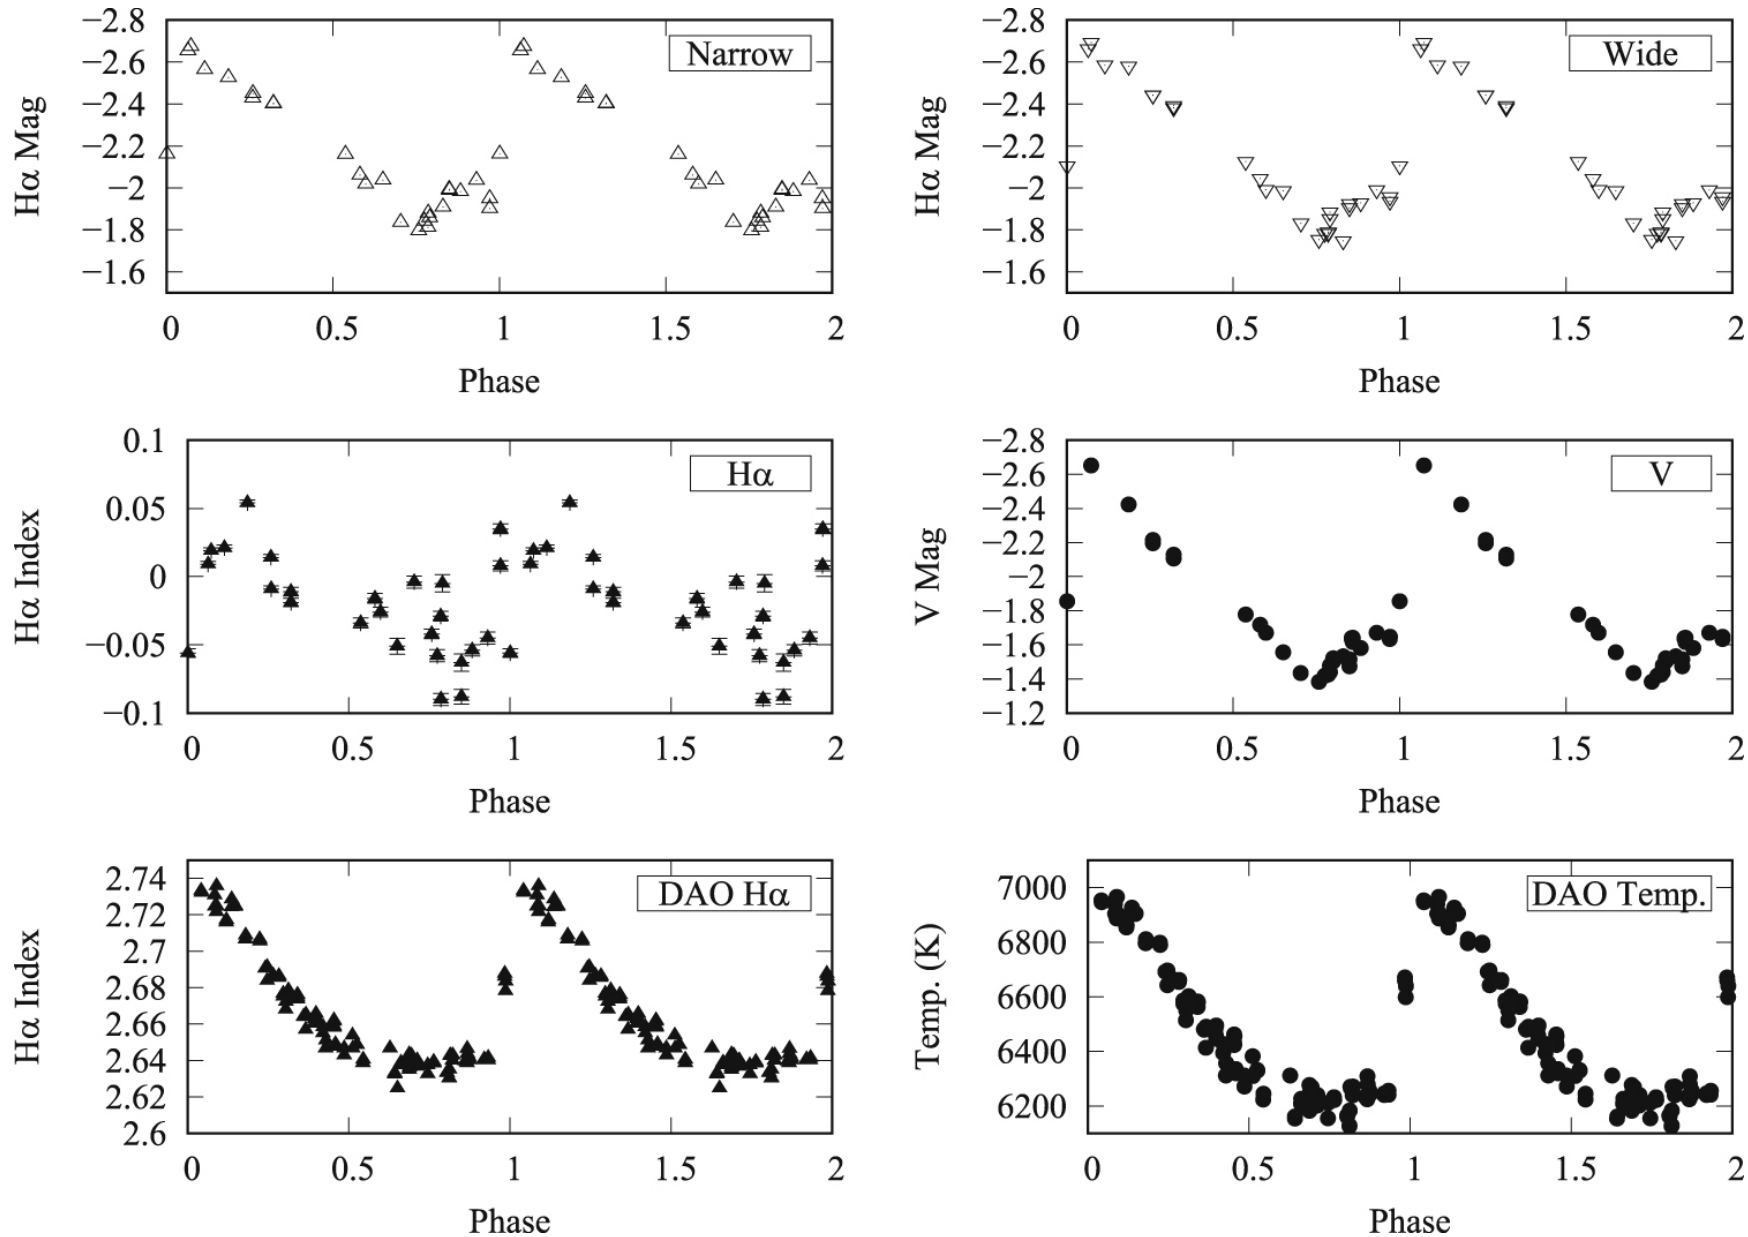 Hα Mag
−2.8
−2.6
−2.4
−2.2
−2
−1.8
−1.6
Narrow
0 0.5 1 1.5 2
Phase
Hα Mag
−2.8
−2.6
−2.4
−2.2
−2
−1.8
−1.6
Wide
0 0.5 1 1.5 2
Phase
Hα Index
0.1
0.05
0
−0.05
−0.1
Hα
0 0.5 1 1.5 2
Phase
V Mag
−2.8
−2.6
−2.4
−2.2
−2
−1.8
−1.6
−1.4
−1.2
V
0 0.5 1 1.5 2
Phase
Hα Index
2.74
2.72
2.7
2.68
2.66
2.64
2.62
2.6
DAO Hα
0 0.5 1 1.5 2
Phase
Temp. (K)
7000
6800
6600
6400
6200
DAO Temp.
0 0.5 1 1.5 2
Phase